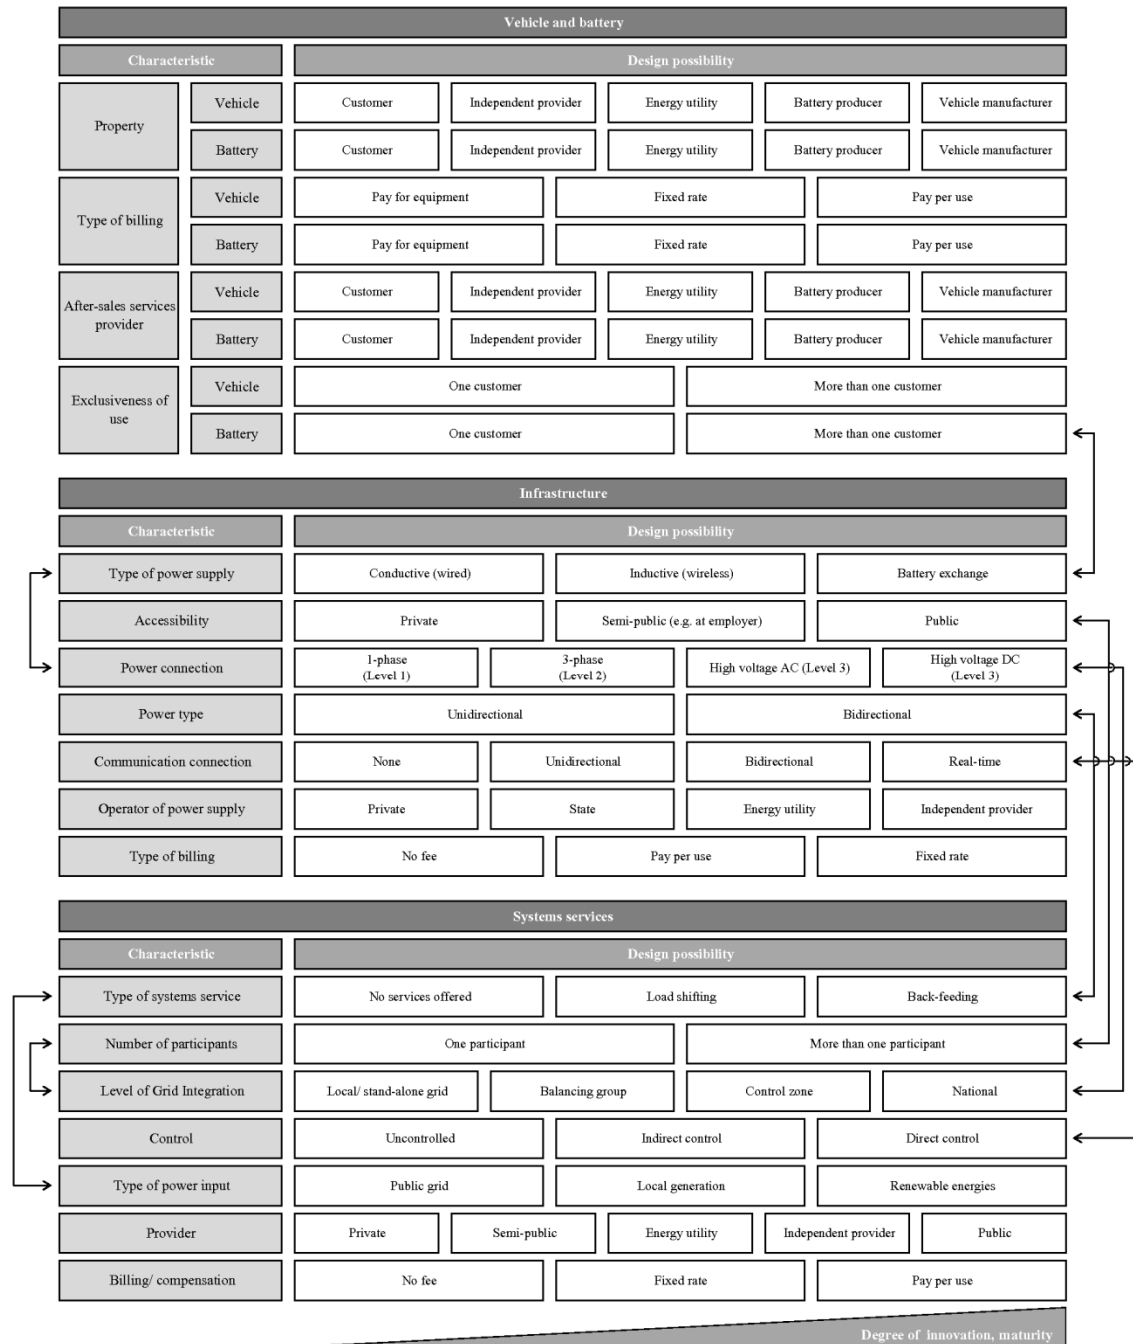 Vehicle and battery
Characteristic
Design possibility
Property
Vehicle
Customer
Independent provider
Energy utility
Battery producer
Vehicle manufacturer
Battery
Customer
Independent provider
Energy utility
Battery producer
Vehicle manufacturer
Type of billing
Vehicle
Pay for equipment
Fixed rate
Pay per use
Battery
Pay for equipment
Fixed rate
Pay per use
After-sales services
provider
Vehicle
Customer
Independent provider
Energy utility
Battery producer
Vehicle manufacturer
Battery
Customer
Independent provider
Energy utility
Battery producer
Vehicle manufacturer
Exclusiveness of
use
Vehicle
One customer
More than one customer
Battery
One customer
More than one customer
Infrastructure
Characteristic
Design possibility
Type of power supply
Conductive (wired)
Inductive (wireless)
Battery exchange
Accessibility
Private
Semi-public (e.g. at employer)
Public
Power connection
1-phase
(Level 1)
3-phase
(Level 2)
High voltage AC (Level 3)
High voltage DC
(Level 3)
Power type
Unidirectional
Bidirectional
Communication connection
None
Unidirectional
Bidirectional
Real-time
Operator of power supply
Private
State
Energy utility
Independent provider
Type of billing
No fee
Pay per use
Fixed rate
Systems services
Characteristic
Design possibility
Type of systems service
No services offered
Load shifting
Back-feeding
Number of participants
One participant
More than one participant
Level of Grid Integration
Local/ stand-alone grid
Balancing group
Control zone
National
Control
Uncontrolled
Indirect control
Direct control
Type of power input
Public grid
Local generation
Renewable energies
Provider
Private
Semi-public
Energy utility
Independent provider
Public
Billing/ compensation
No fee
Fixed rate
Pay per use
Degree of innovation, maturity